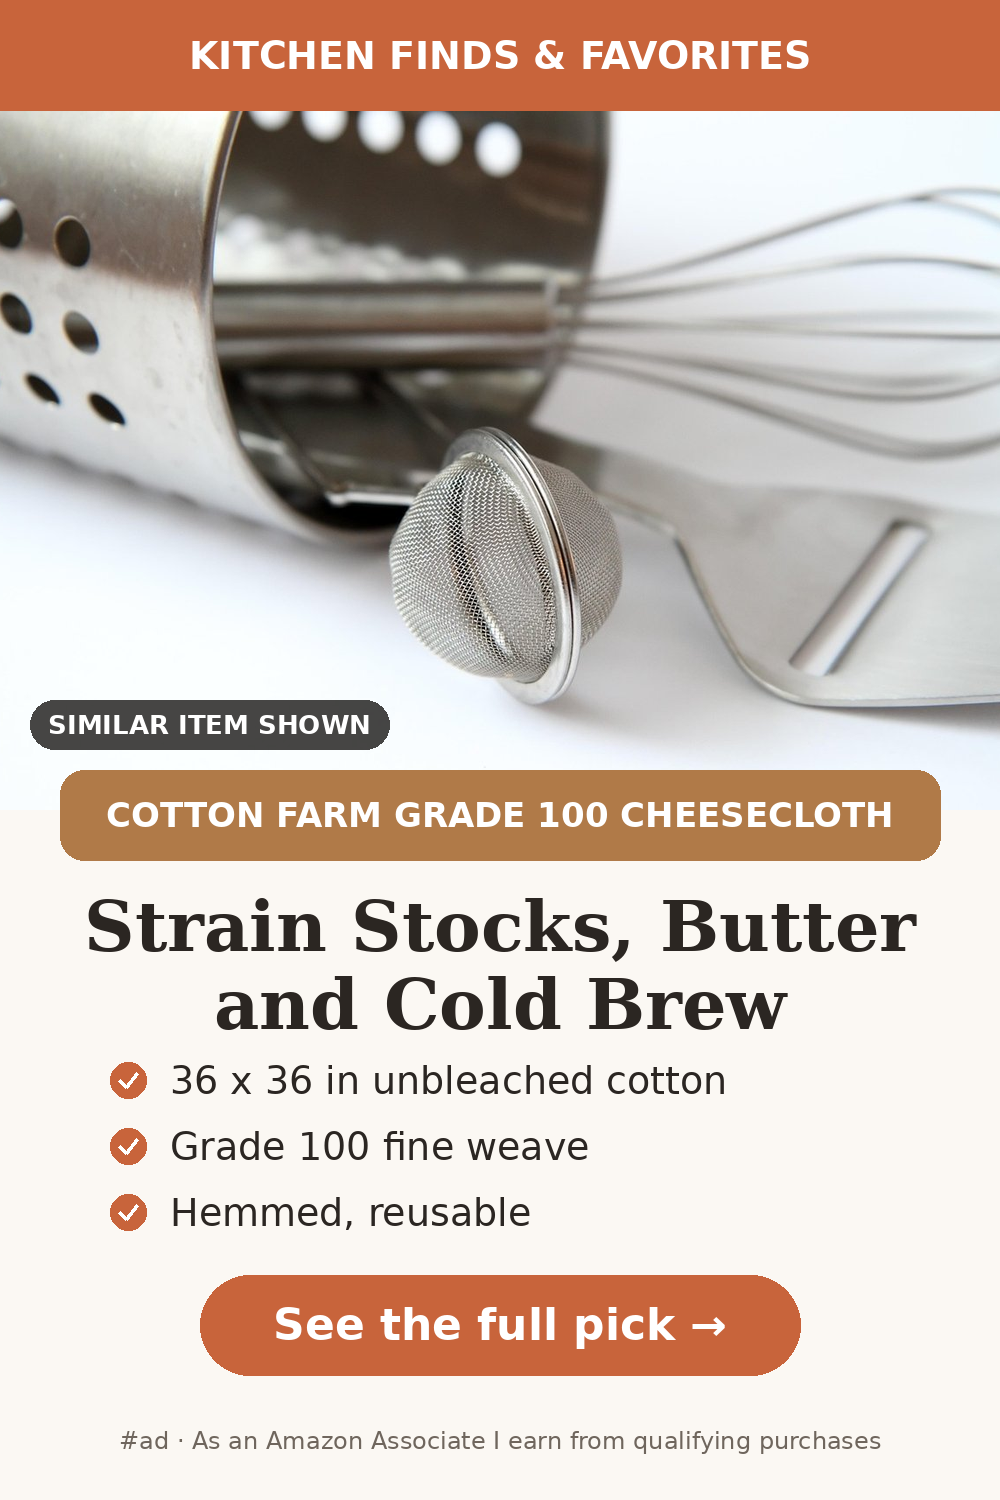 KITCHEN FINDS & FAVORITES
SIMILAR ITEM SHOWN
COTTON FARM GRADE 100 CHEESECLOTH
Strain Stocks, Butter
and Cold Brew
36 x 36 in unbleached cotton
Grade 100 fine weave
Hemmed, reusable
See the full pick →
#ad · As an Amazon Associate I earn from qualifying purchases